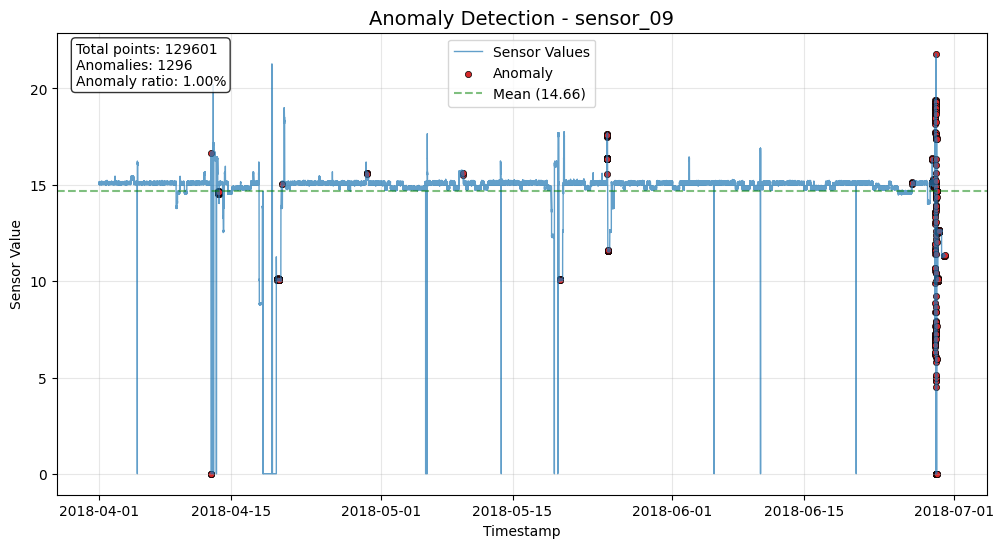 Anomaly Detection - sensor_09
Total points: 129601
Anomalies: 1296
Anomaly ratio: 1.00%
Sensor Values
Anomaly
Mean (14.66)
Sensor Value
20
15
10
5
0
2018-04-01
2018-04-15
2018-05-01
2018-05-15
2018-06-01
2018-06-15
2018-07-01
Timestamp